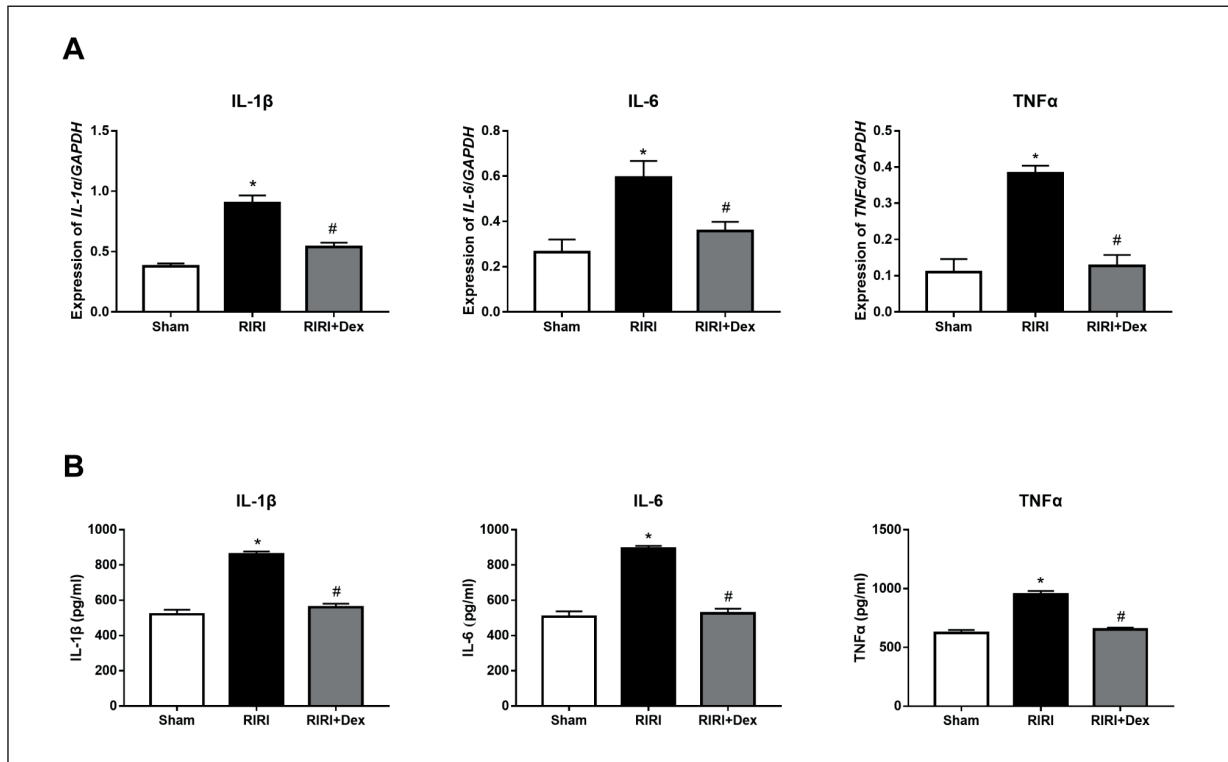 A
IL-1β
Expression of IL-1α/GAPDH
1.5
1.0
0.5
0.0
*
#
Sham RIRI RIRI+Dex
IL-6
Expression of IL-6/GAPDH
0.8
0.6
0.4
0.2
0.0
*
#
Sham RIRI RIRI+Dex
TNFα
Expression of TNFα/GAPDH
0.5
0.4
0.3
0.2
0.1
0.0
*
#
Sham RIRI RIRI+Dex
B
IL-1β
IL-1β (pg/ml)
1000
800
600
400
200
0
*
#
Sham RIRI RIRI+Dex
IL-6
IL-6 (pg/ml)
1000
800
600
400
200
0
*
#
Sham RIRI RIRI+Dex
TNFα
TNFα (pg/ml)
1500
1000
500
0
*
#
Sham RIRI RIRI+Dex